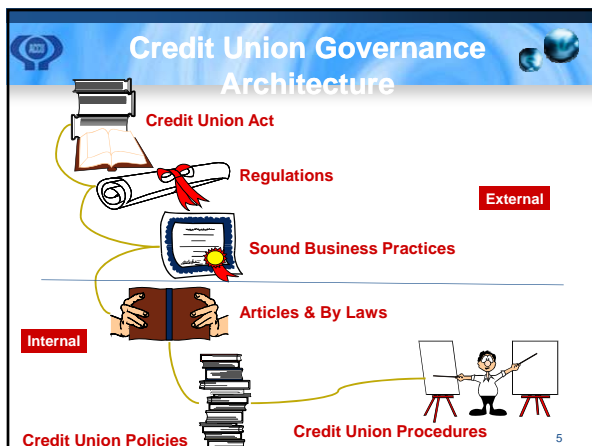 Credit Union Governance
Architecture
Credit Union Act
Regulations
External
Sound Business Practices
Articles & By Laws
Internal
Credit Union Policies
Credit Union Procedures
5